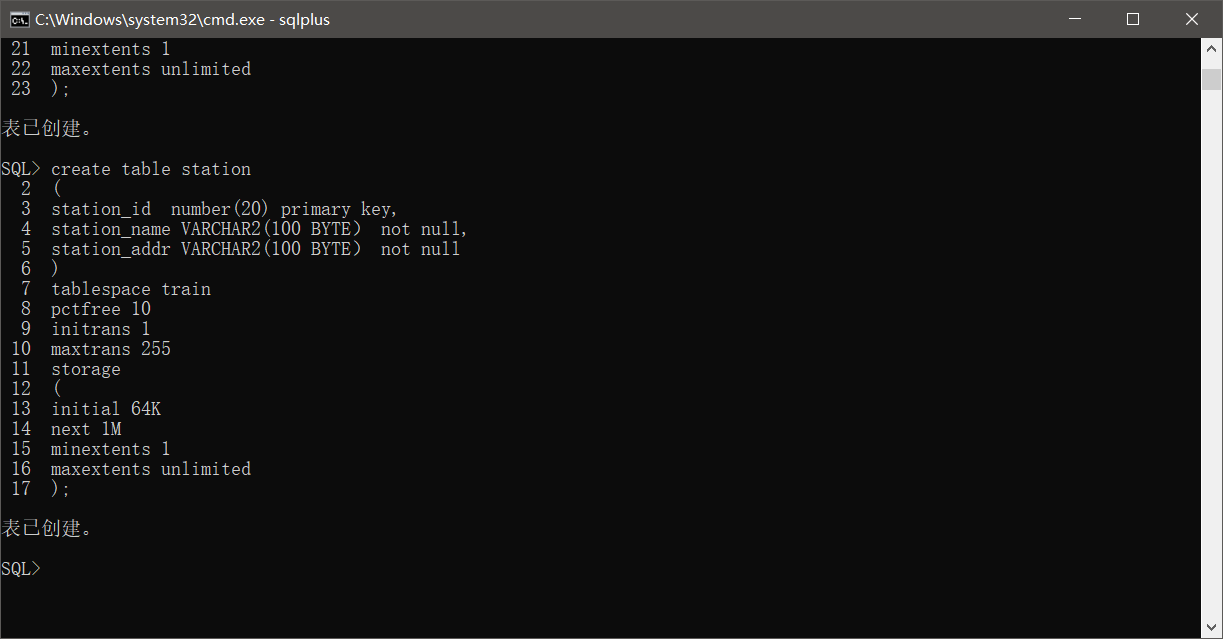 C:\Windows\system32\cmd.exe - sqlplus
21 minextents 1
22 maxextents unlimited
23 );
表已创建。
SQL> create table station
2 (
3 station_id  number(20) primary key,
4 station_name VARCHAR2(100 BYTE） not null,
5 station_addr VARCHAR2(100 BYTE） not null
6 )
7 tablespace train
8 pctfree 10
9 initrans 1
10 maxtrans 255
11 storage
12 (
13 initial 64K
14 next 1M
15 minextents 1
16 maxextents unlimited
17 );
表已创建。
SQL>